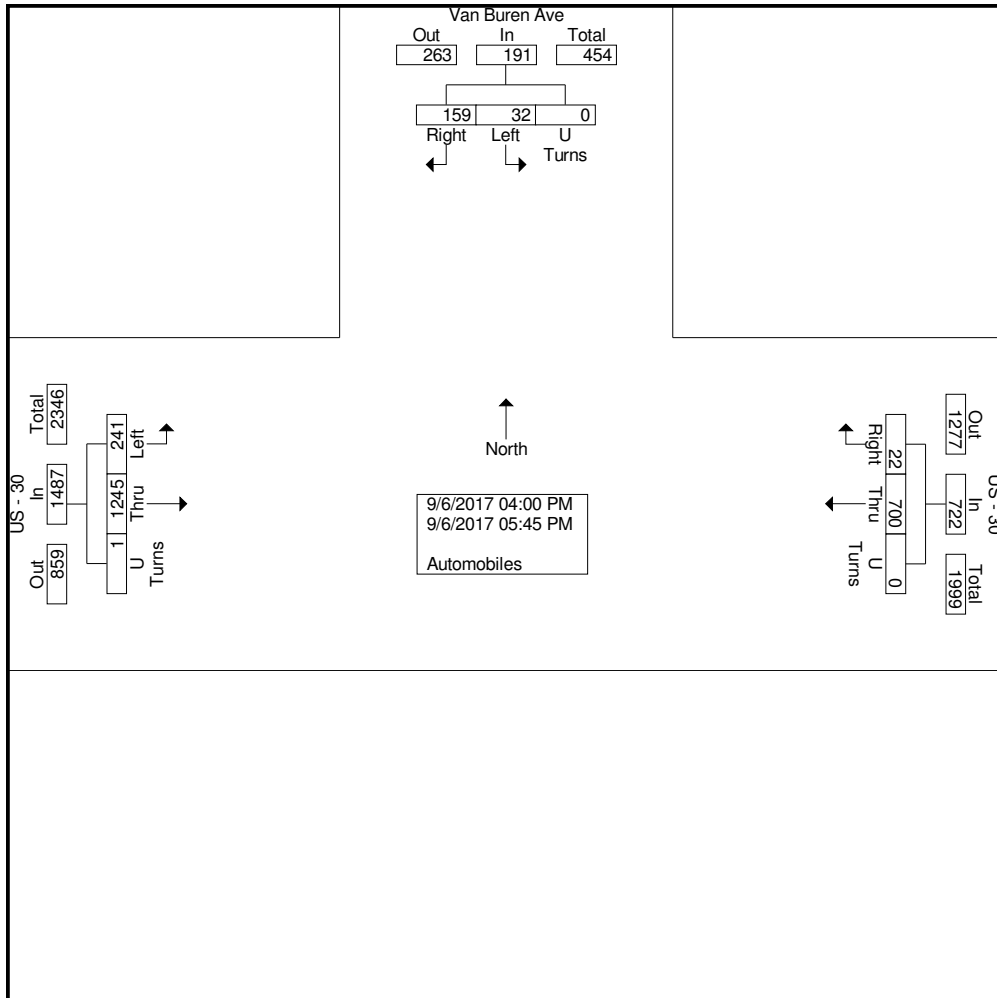 Van Buren Ave
Out In Total
263 191 454
159 32 0
Right Left U
Turns
US - 30
Total In Out
2346 1487 859
241 1245 1
Left Thru U
Turns
North
9/6/2017 04:00 PM
9/6/2017 05:45 PM
Automobiles
US - 30
Out In Total
1277 722 1999
22 700 0
Right Thru U
Turns